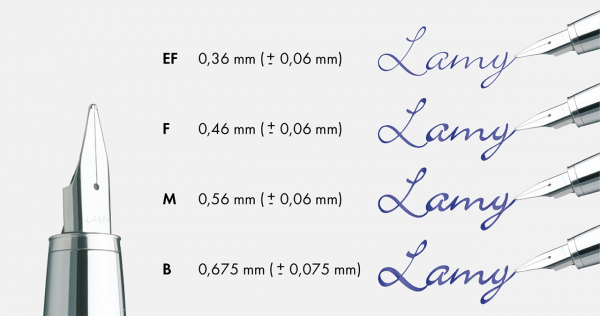 EF 0,36 mm (± 0,06 mm) Lamy
F 0,46 mm (± 0,06 mm) Lamy
M 0,56 mm (± 0,06 mm) Lamy
LAMY
B 0,675 mm (± 0,075 mm) Lamy